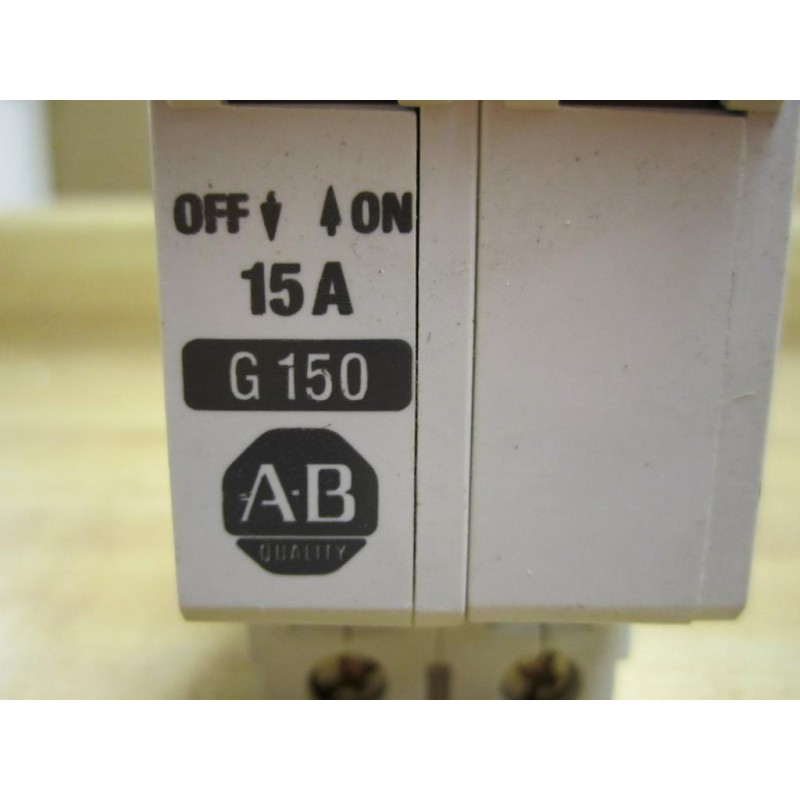 OFF ON
15 A
G 150
A-B
QUALITY